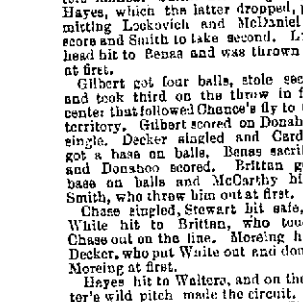 Hayes, which the latter dropped,
mitting Lockovich and McDaniel
score and Smith to take second.
head hit to Benas and was thrown
at first.
Gilbert got four balls, stole sec
and took third on the throw in
center that followed Chance's fly to
territory. Gilbert scored on Donah
single. Decker singled and Card
got a base on balls. Benas sacri
and Donahoo scored. Brittan g
base on balls and McCarthy hi
Smith, who threw him out at first.
Chase singled, Stewart hit safe,
White hit to Brittan, who tou
Chase out on the line. Moreing h
Decker, who put White out and don
Moreing at first.
Hayes hit to Walters, and on the
ter's wild pitch made the circuit.